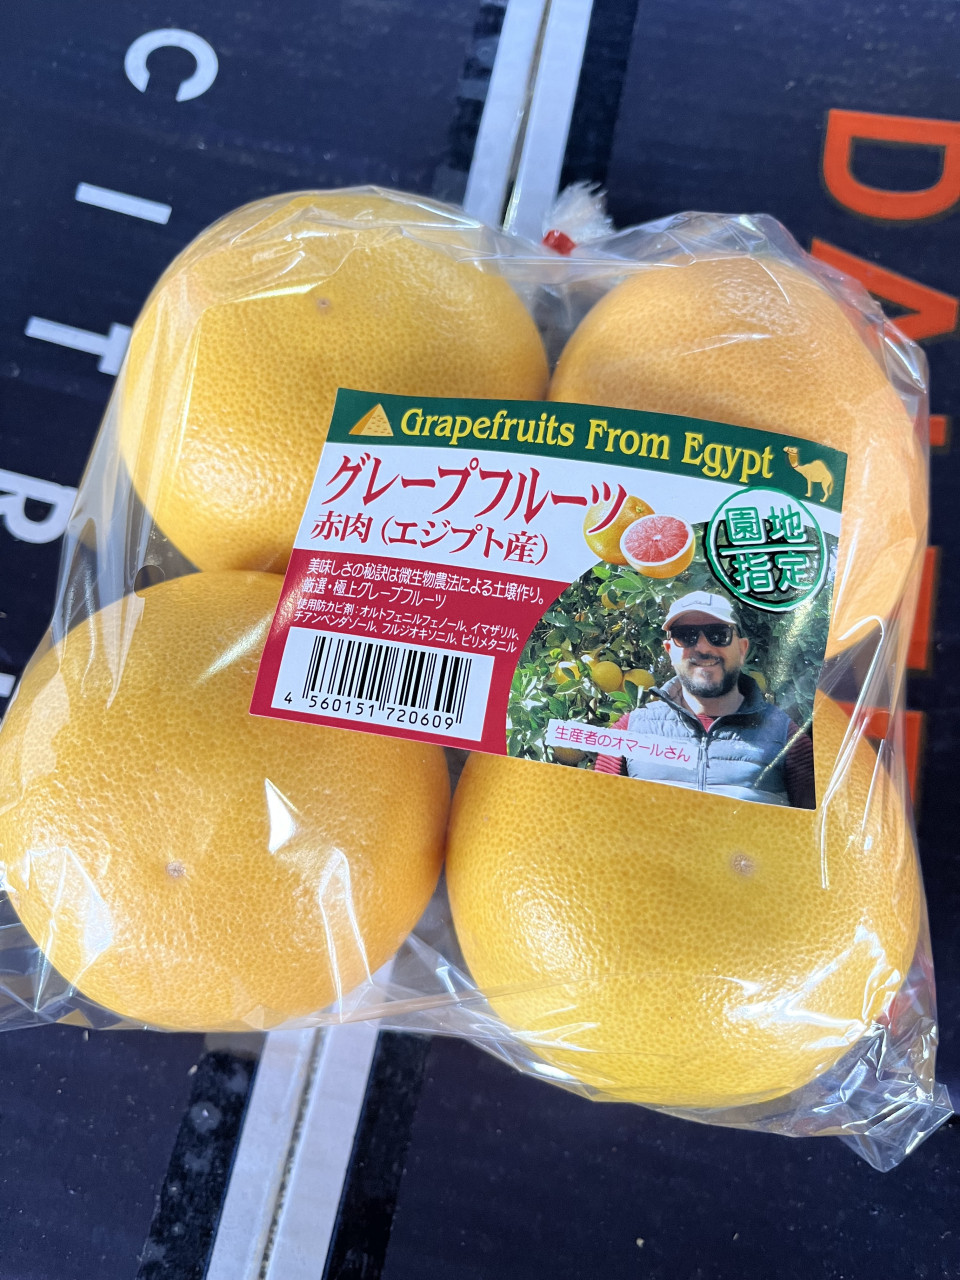 CITR
DAL
Grapefruits From Egypt
グレープフルーツ
赤肉(エジプト産)
園地
指定
美味しさの秘訣は微生物農法による土壌作り。
厳選・極上グレープフルーツ
使用防カビ剤:オルトフェニルフェノール、イマザリル、
チアベンダゾール、フルジオキソニル、ピリメタニル
4 560151 720609
生産者のオマールさん